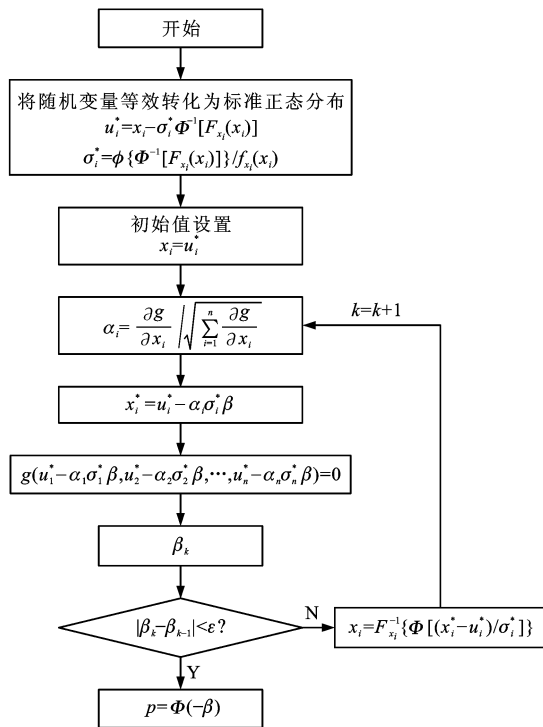 开始
将随机变量等效转化为标准正态分布
u_i^*=x_i-σ_i^*Φ^{-1}[F_{x_i}(x_i)]
σ_i^*=ϕ{Φ^{-1}[F_{x_i}(x_i)]}/f_{x_i}(x_i)
初始值设置
x_i=u_i^*
k=k+1
α_i=∂g/∂x_i/√(∑_{i=1}^{n}∂g/∂x_i)
x_i^*=u_i^*-α_iσ_i^*β
g(u_1^*-α_1σ_1^*β,u_2^*-α_2σ_2^*β,⋯,u_n^*-α_nσ_n^*β)=0
β_k
|β_k-β_{k-1}|<ε?
N
x_i=F_{x_i}^{-1}{Φ[(x_i^*-u_i^*)/σ_i^*]}
Y
p=Φ(-β)